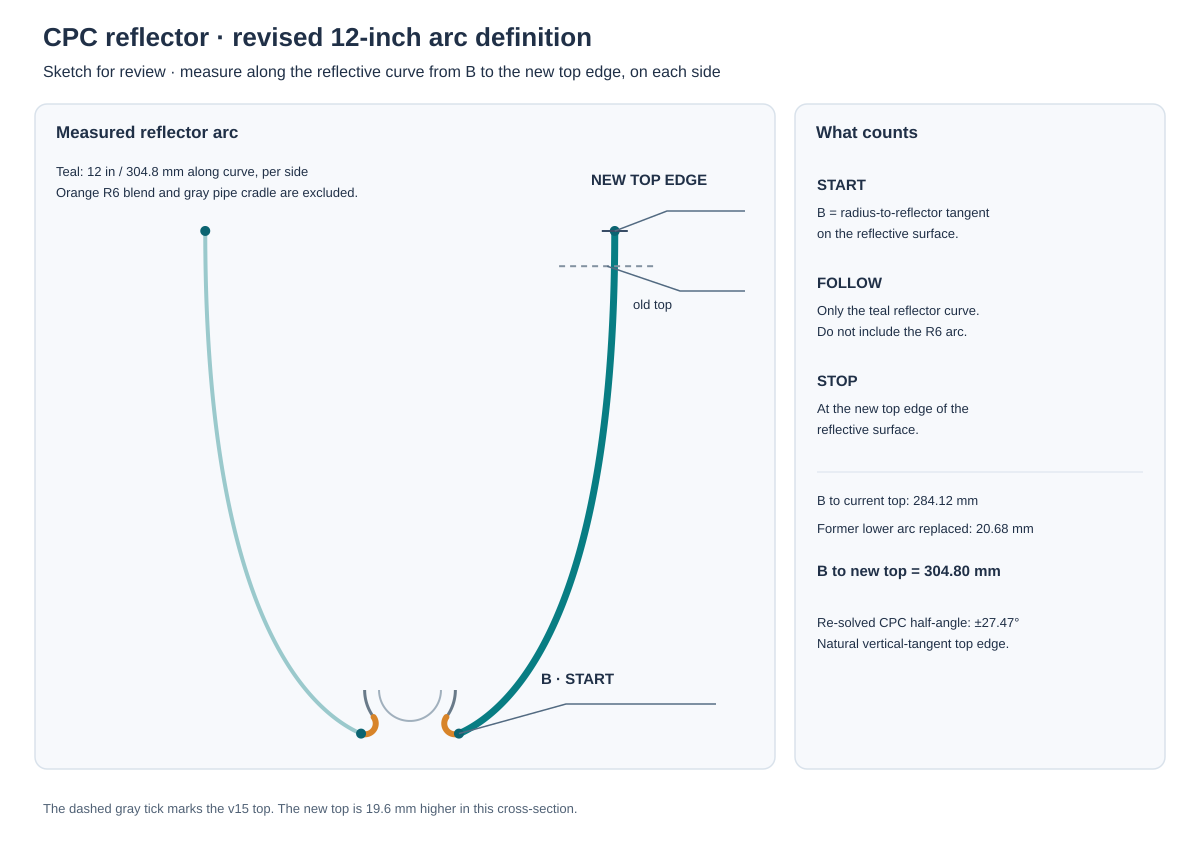 CPC reflector · revised 12-inch arc definition
Sketch for review · measure along the reflective curve from B to the new top edge, on each side
Measured reflector arc
Teal: 12 in / 304.8 mm along curve, per side
Orange R6 blend and gray pipe cradle are excluded.
NEW TOP EDGE
old top
B · START
What counts
START
B = radius-to-reflector tangent
on the reflective surface.
FOLLOW
Only the teal reflector curve.
Do not include the R6 arc.
STOP
At the new top edge of the
reflective surface.
B to current top: 284.12 mm
Former lower arc replaced: 20.68 mm
B to new top = 304.80 mm
Re-solved CPC half-angle: ±27.47°
Natural vertical-tangent top edge.
The dashed gray tick marks the v15 top. The new top is 19.6 mm higher in this cross-section.